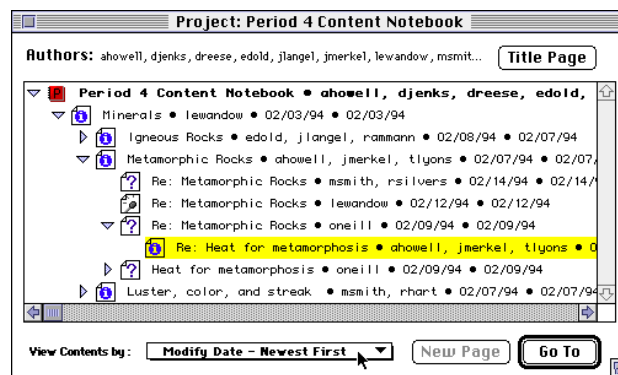 Project: Period 4 Content Notebook
Authors: ahowell, djenks, dreese, edold, jlangel, jmerkel, lewandow, msmit...
Title Page
Period 4 Content Notebook ● ahowell, djenks, dreese, edold,
Minerals ● lewandow ● 02/03/94 ● 02/03/94
Igneous Rocks ● edold, jlangel, rammann ● 02/08/94 ● 02/07/94
Metamorphic Rocks ● ahowell, jmerkel, tlyons ● 02/07/94 ● 02/07/
Re: Metamorphic Rocks ● msmith, rsilvers ● 02/14/94 ● 02/14/
Re: Metamorphic Rocks ● lewandow ● 02/12/94 ● 02/12/94
Re: Metamorphic Rocks ● oneill ● 02/09/94 ● 02/09/94
Re: Heat for metamorphosis ● ahowell, jmerkel, tlyons ● 0
Heat for metamorphosis ● oneill ● 02/09/94 ● 02/09/94
Luster, color, and streak ● msmith, rhart ● 02/07/94 ● 02/07/94
View Contents by: Modify Date - Newest First
New Page
Go To